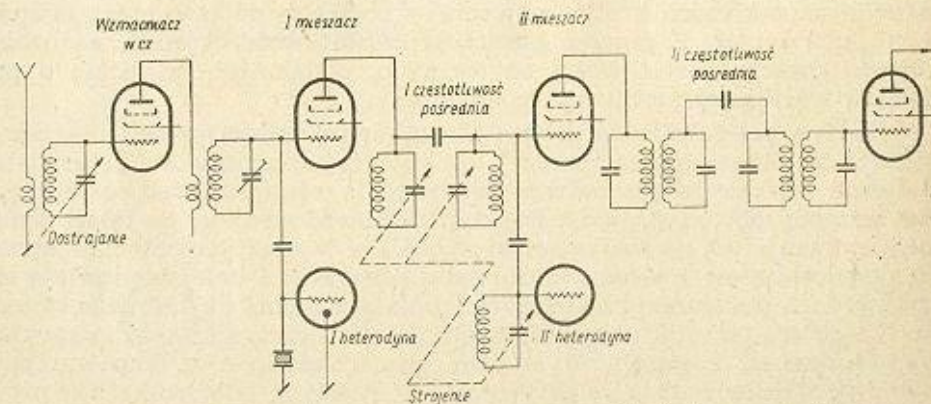 Wzmacniacz
w cz
I mieszacz
II mieszacz
I częstotliwość
pośrednia
II częstotliwość
pośrednia
Dostrajanie
I heterodyna
II heterodyna
Strojenie